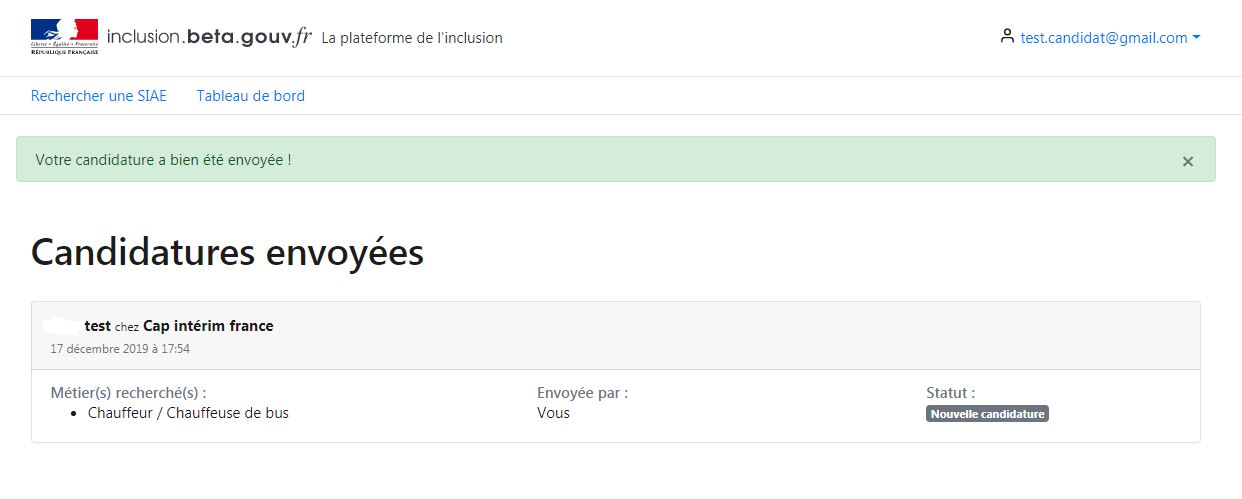 Liberté • Égalité • Fraternité
RÉPUBLIQUE FRANÇAISE
inclusion.beta.gouv.fr La plateforme de l'inclusion
test.candidat@gmail.com
Rechercher une SIAE Tableau de bord
Votre candidature a bien été envoyée ! ×
Candidatures envoyées
test chez Cap intérim france
17 décembre 2019 à 17:54
Métier(s) recherché(s) :
• Chauffeur / Chauffeuse de bus
Envoyée par :
Vous
Statut :
Nouvelle candidature